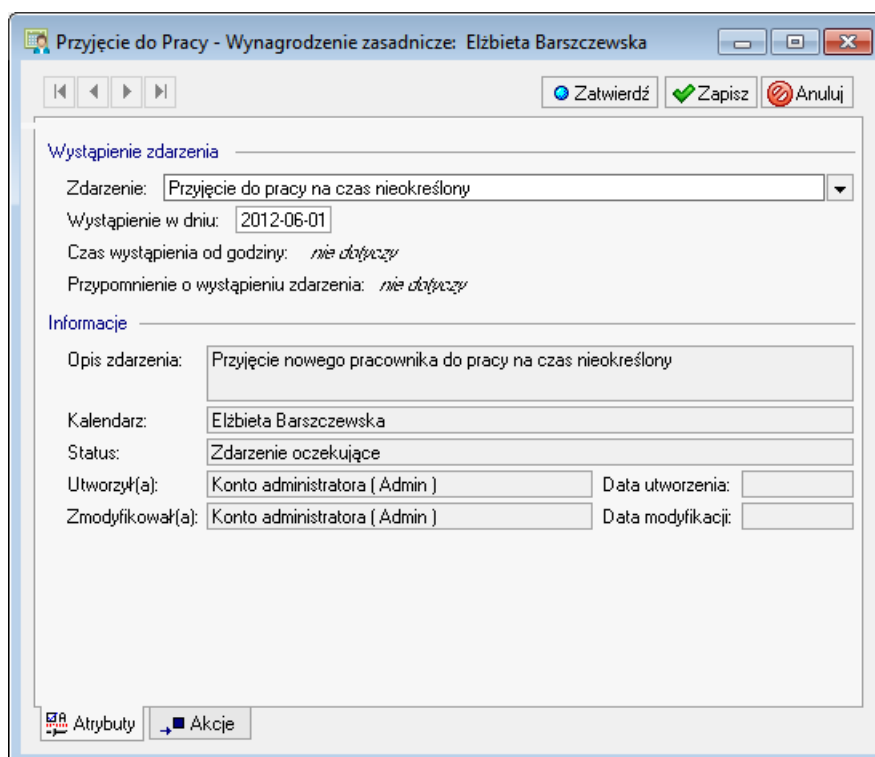 Przyjęcie do Pracy - Wynagrodzenie zasadnicze: Elżbieta Barszczewska
Zatwierdź Zapisz Anuluj
Wystąpienie zdarzenia
Zdarzenie: Przyjęcie do pracy na czas nieokreślony
Wystąpienie w dniu: 2012-06-01
Czas wystąpienia od godziny: nie dotyczy
Przypomnienie o wystąpieniu zdarzenia: nie dotyczy
Informacje
Opis zdarzenia: Przyjęcie nowego pracownika do pracy na czas nieokreślony
Kalendarz: Elżbieta Barszczewska
Status: Zdarzenie oczekujące
Utworzył(a): Konto administratora ( Admin ) Data utworzenia:
Zmodyfikował(a): Konto administratora ( Admin ) Data modyfikacji:
Atrybuty Akcje